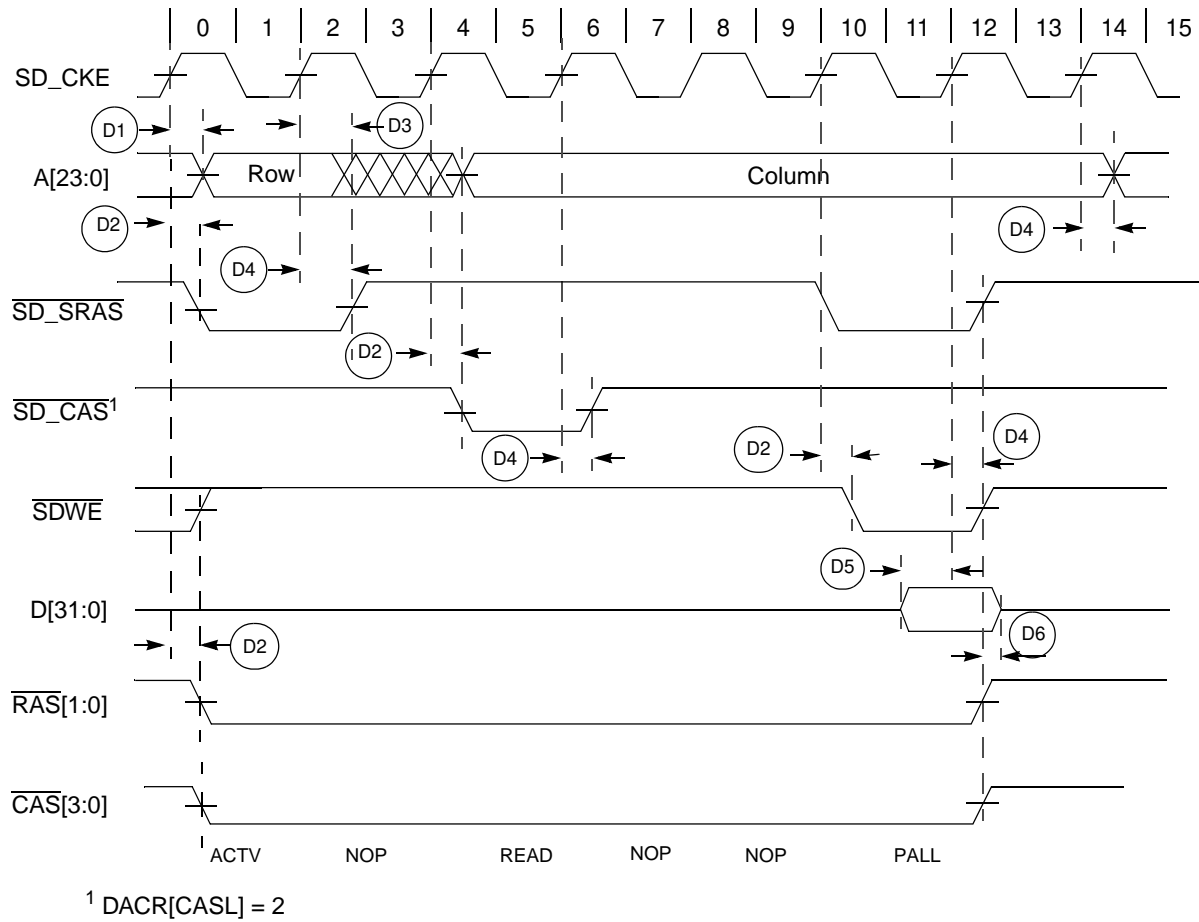 0 1 2 3 4 5 6 7 8 9 10 11 12 13 14 15
SD_CKE
D1
D3
A[23:0]
Row
Column
D2
D4
D4
SD_SRAS
D2
SD_CAS1
D4
D2
D4
SDWE
D5
D[31:0]
D2
D6
RAS[1:0]
CAS[3:0]
ACTV NOP READ NOP NOP PALL
1 DACR[CASL] = 2